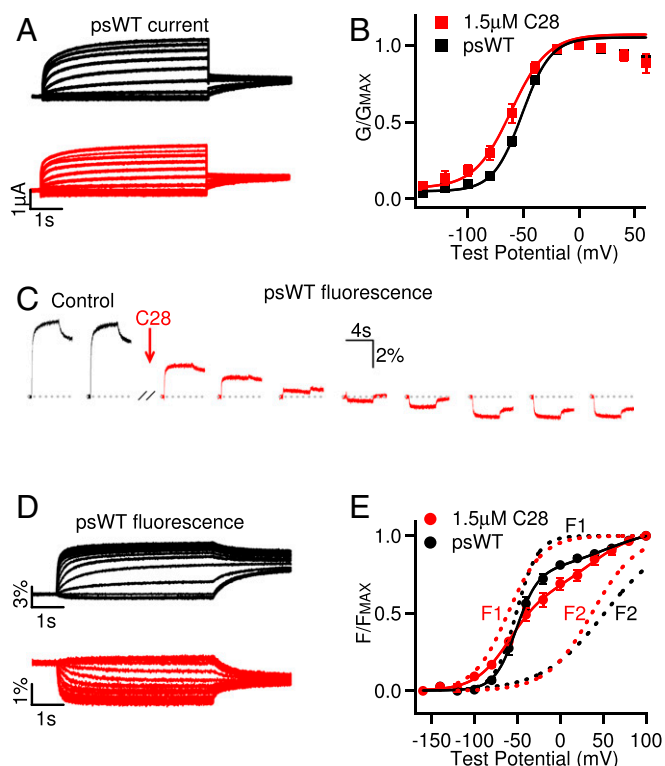 A
psWT current
1µA
1s
B
1.5µM C28
psWT
G/GMAX
1.0
0.5
0.0
-100 -50 0 50
Test Potential (mV)
C
psWT fluorescence
Control
C28
4s
2%
D
psWT fluorescence
3%
1s
1%
1s
E
1.5µM C28
psWT
F1
F/FMAX
1.0
0.5
0.0
F1 F2
F2
-150 -100 -50 0 50 100
Test Potential (mV)